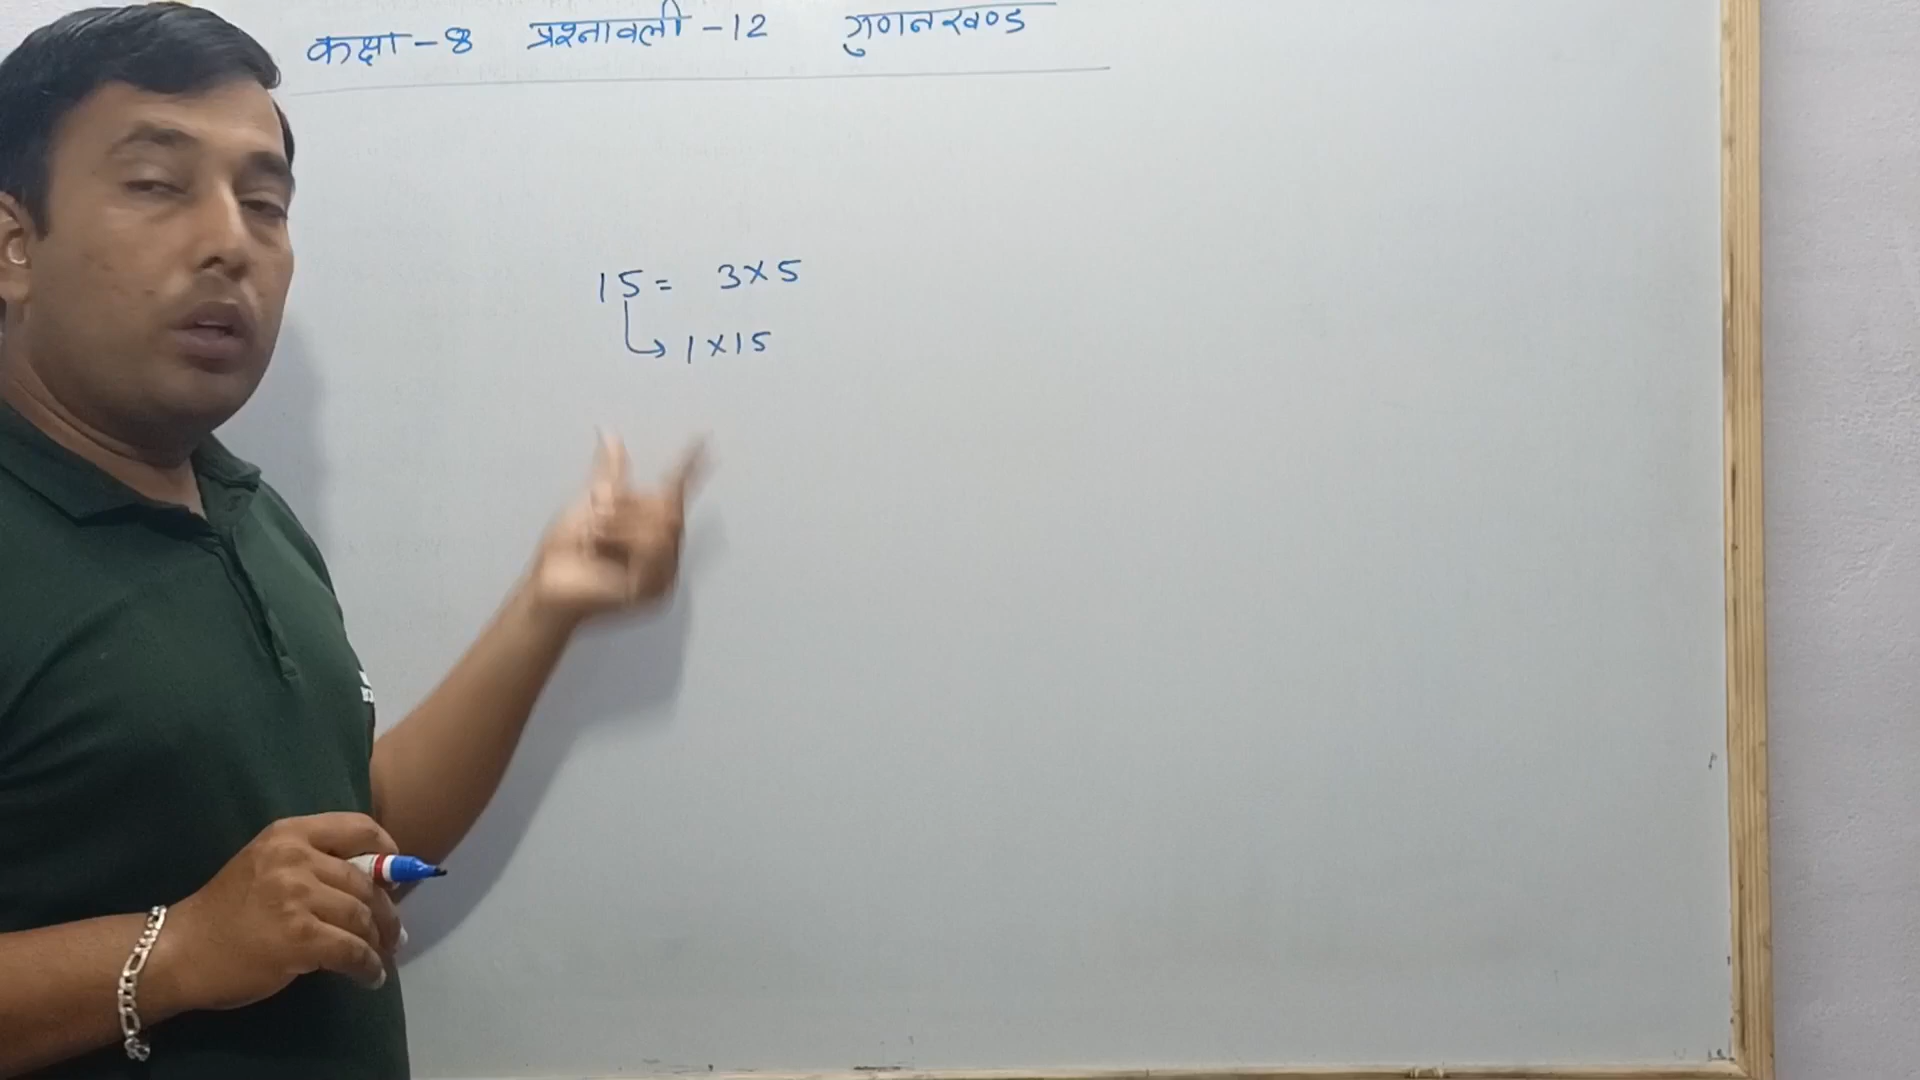 कक्षा - 8 प्रश्नावली - 12 गुणनखण्ड
15 = 3 × 5
1 × 15